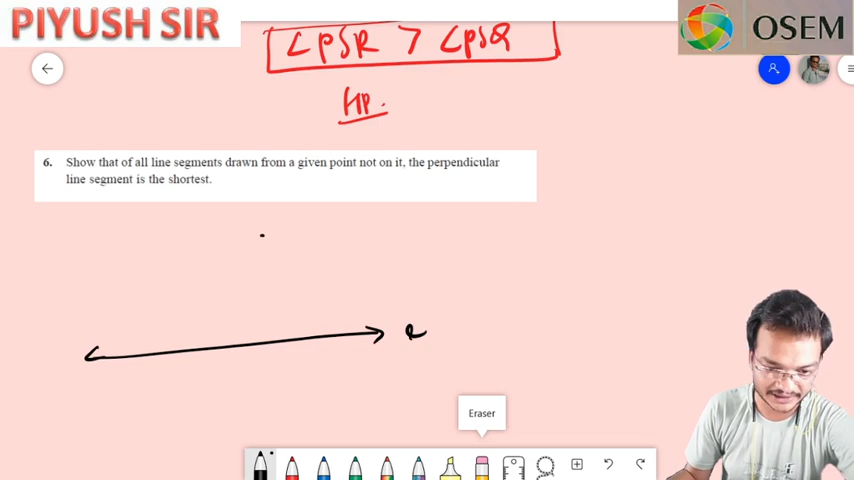 PIYUSH SIR
OSEM
<PSR > <PSQ
HP.
6. Show that of all line segments drawn from a given point not on it, the perpendicular
line segment is the shortest.
Eraser